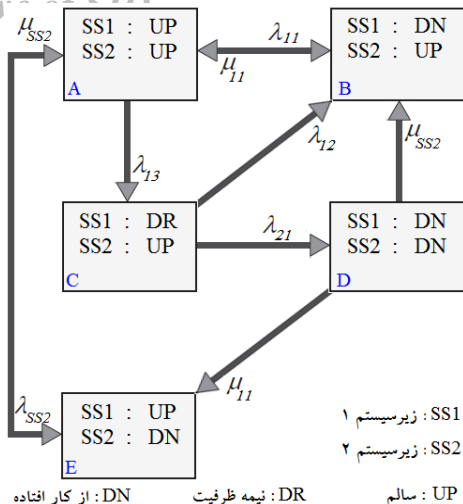 μSS2
SS1 : UP
SS2 : UP
A
λ11
μ11
SS1 : DN
SS2 : UP
B
λ13
λ12
μSS2
SS1 : DR
SS2 : UP
C
λ21
SS1 : DN
SS2 : DN
D
μ11
λSS2
SS1 : UP
SS2 : DN
E
SS1 : زیرسیستم ۱
SS2 : زیرسیستم ۲
UP : سالم DR : نیمه ظرفیت DN : از کار افتاده